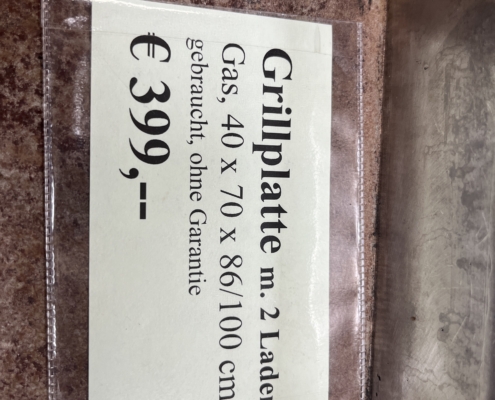 Grillplatte m. 2 Laden
Gas, 40 x 70 x 86/100 cm
gebraucht, ohne Garantie
€ 399,--